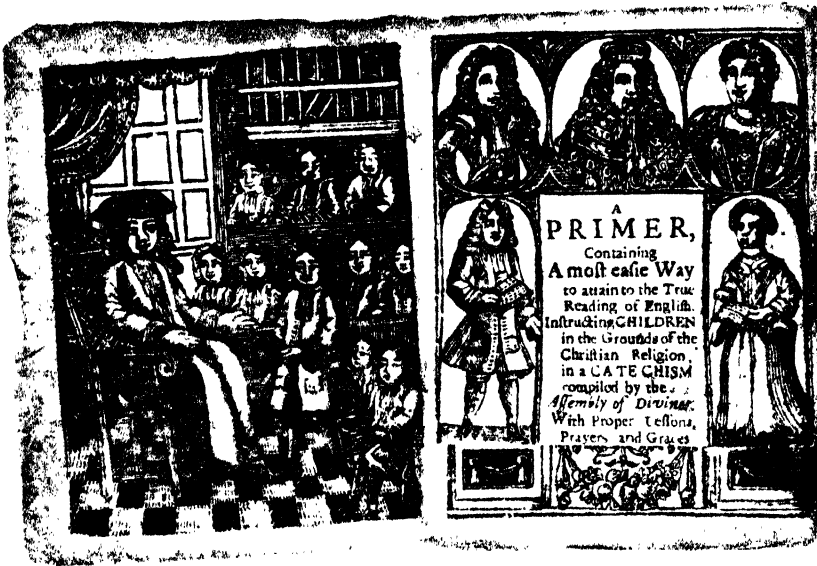 A
PRIMER,
Containing
A moſt eaſie Way
to attain to the True
Reading of Engliſh.
Inſtructing CHILDREN
in the Grounds of the
Chriſtian Religion,
in a CATECHISM
compiled by the
Aſſembly of Divines.
With Proper Leſſons,
Prayers and Graces